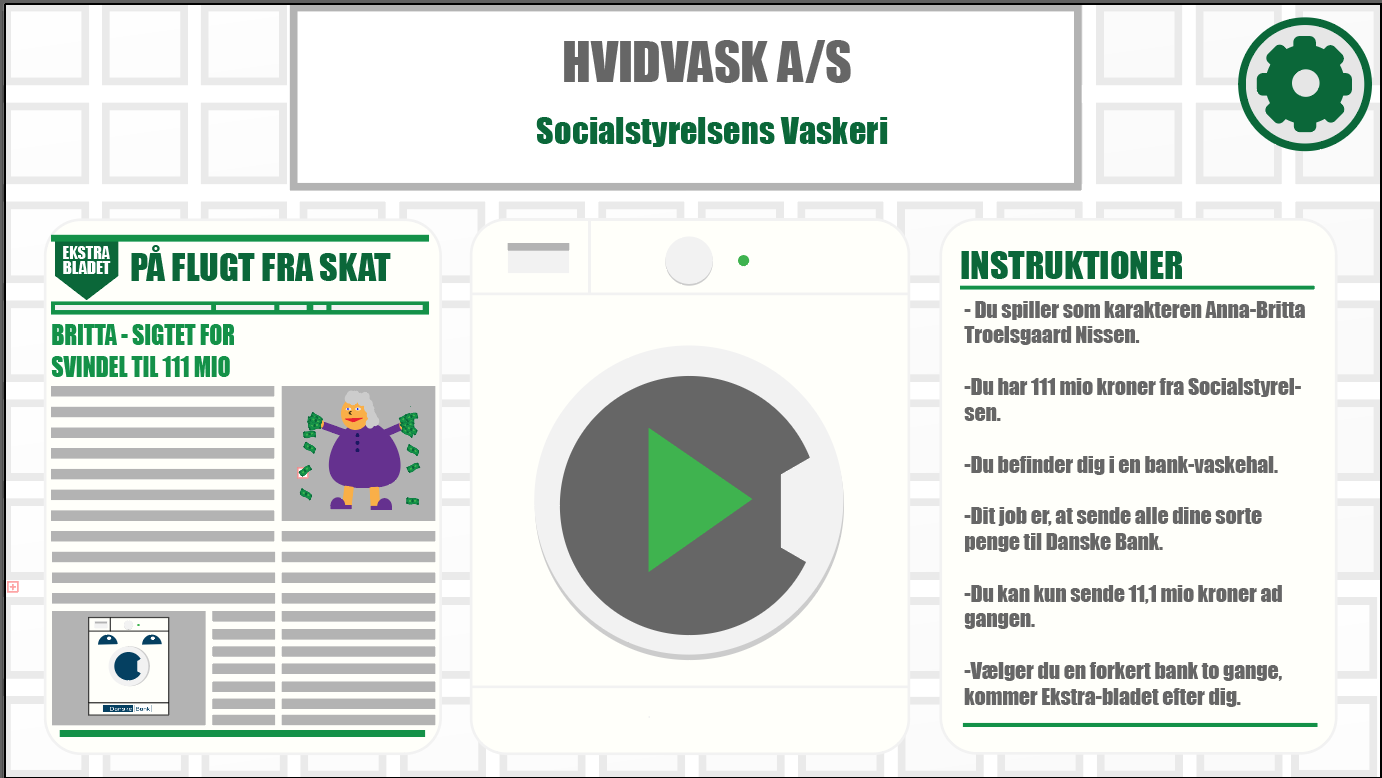 HVIDVASK A/S
Socialstyrelsens Vaskeri
EKSTRA
BLADET
PÅ FLUGT FRA SKAT
BRITTA - SIGTET FOR
SVINDEL TIL 111 MIO
Danske Bank
INSTRUKTIONER
- Du spiller som karakteren Anna-Britta
Troelsgaard Nissen.
-Du har 111 mio kroner fra Socialstyrel-
sen.
-Du befinder dig i en bank-vaskehal.
-Dit job er, at sende alle dine sorte
penge til Danske Bank.
-Du kan kun sende 11,1 mio kroner ad
gangen.
-Vælger du en forkert bank to gange,
kommer Ekstra-bladet efter dig.